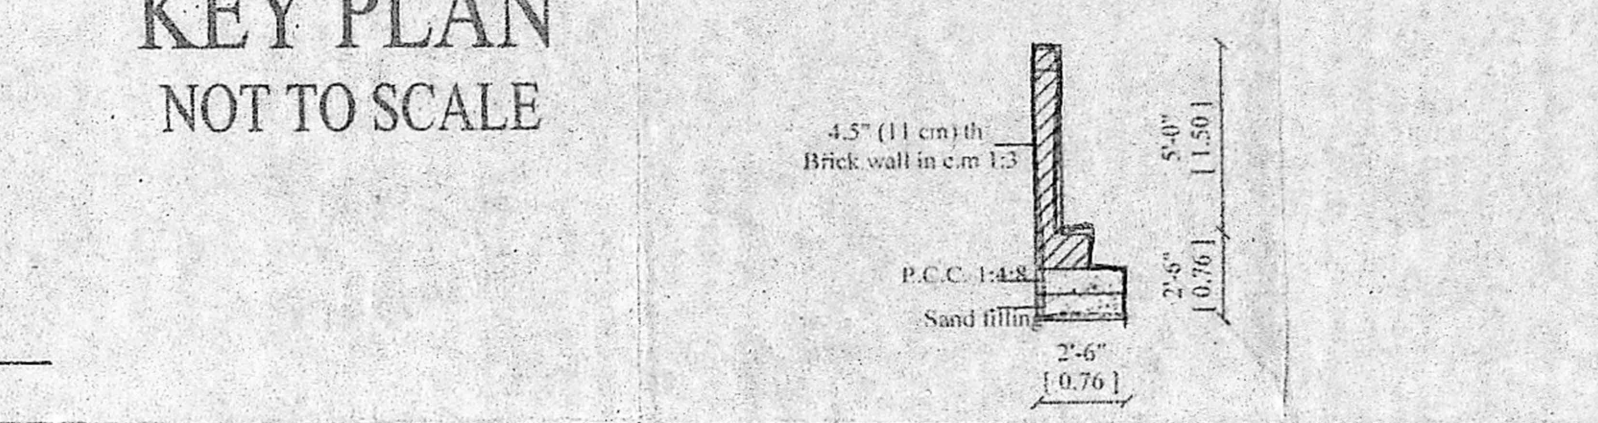 KEY PLAN
NOT TO SCALE
4.5" (11 cm) th
Brick wall in c.m 1:3
P.C.C. 1:4:8
Sand filling
5'-0"
[ 1.50 ]
2'-6"
[ 0.76 ]
2'-6"
[ 0.76 ]